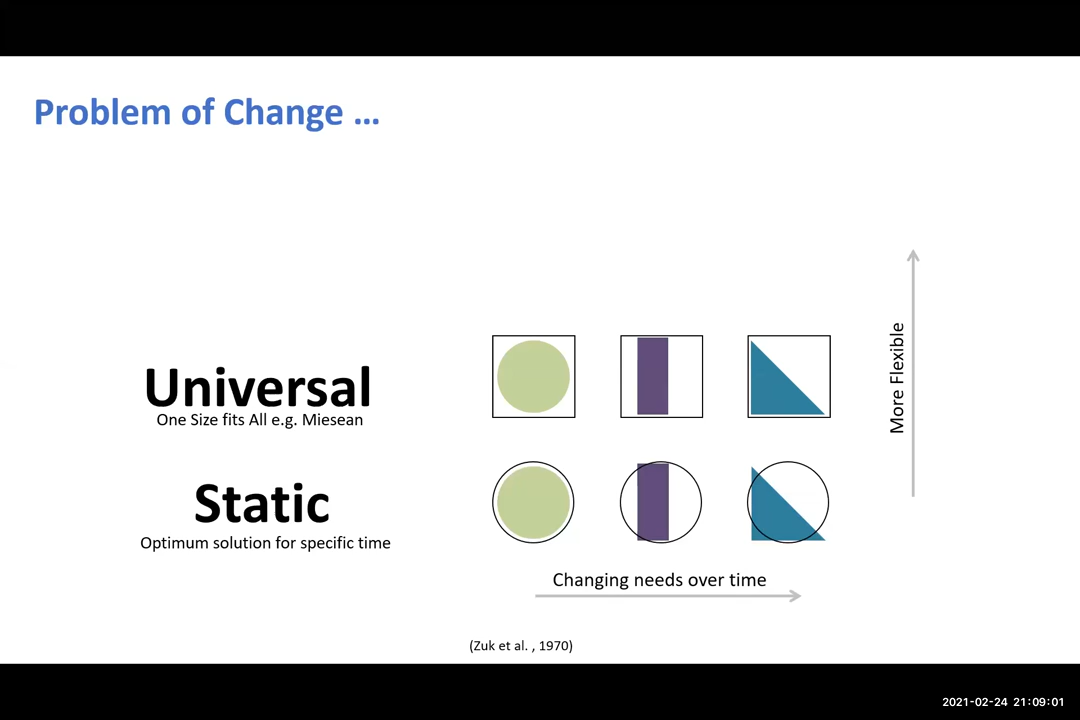 Problem of Change ...
Universal
One Size fits All e.g. Miesean
Static
Optimum solution for specific time
More Flexible
Changing needs over time
(Zuk et al. , 1970)
2021-02-24 21:09:01